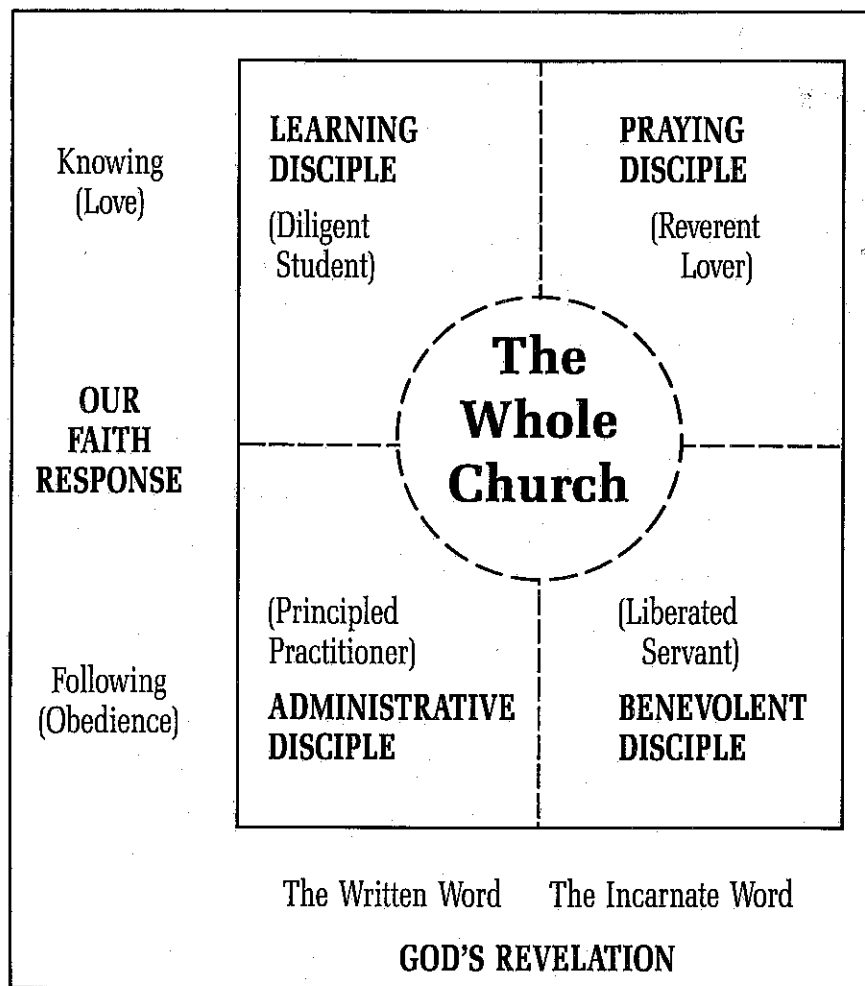 LEARNING
DISCIPLE
(Diligent
Student)
PRAYING
DISCIPLE
(Reverent
Lover)
Knowing
(Love)
The
Whole
Church
OUR
FAITH
RESPONSE
(Principled
Practitioner)
ADMINISTRATIVE
DISCIPLE
(Liberated
Servant)
BENEVOLENT
DISCIPLE
Following
(Obedience)
The Written Word
The Incarnate Word
GOD'S REVELATION